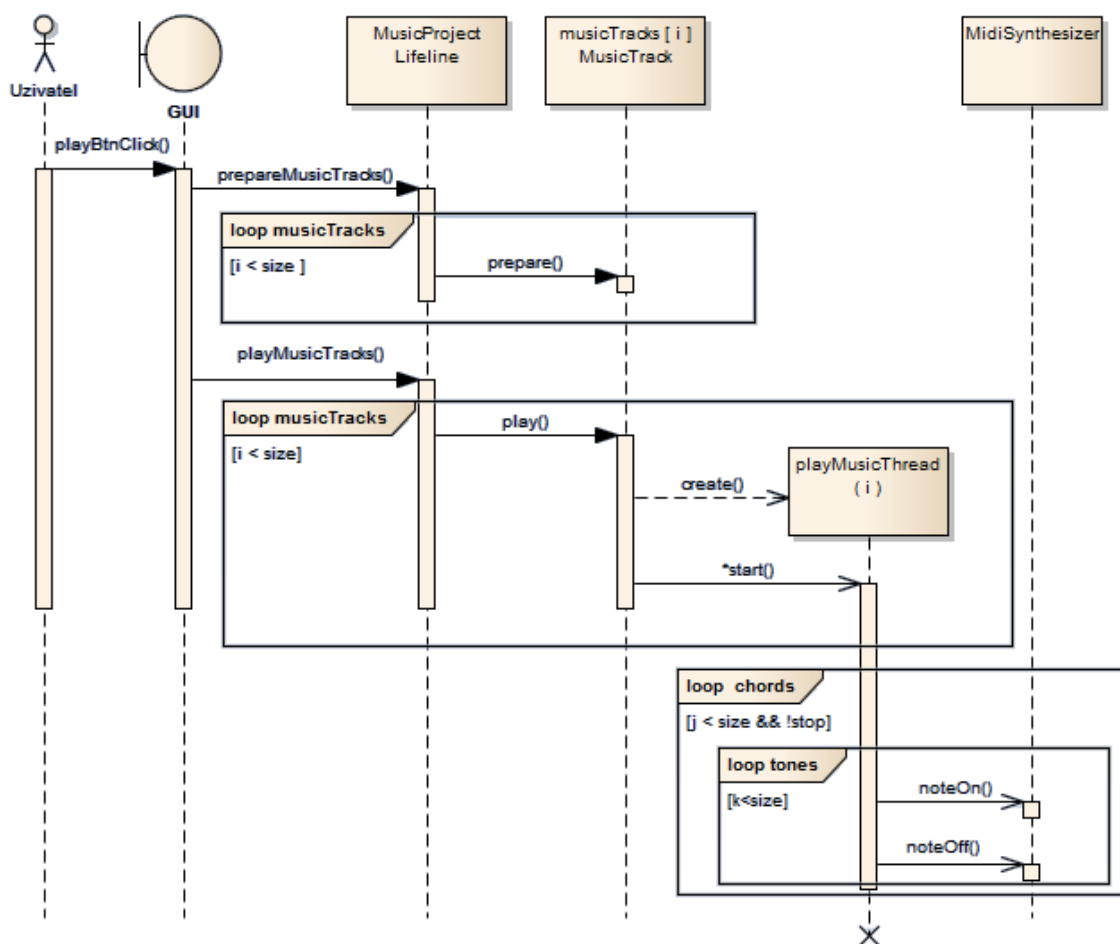 MusicProject
Lifeline
musicTracks [ i ]
MusicTrack
MidiSynthesizer
Uzivatel
GUI
playBtnClick()
prepareMusicTracks()
loop musicTracks
[i < size ]
prepare()
playMusicTracks()
loop musicTracks
[i < size]
play()
playMusicThread
( i )
create()
*start()
loop chords
[j < size && !stop]
loop tones
[k<size]
noteOn()
noteOff()